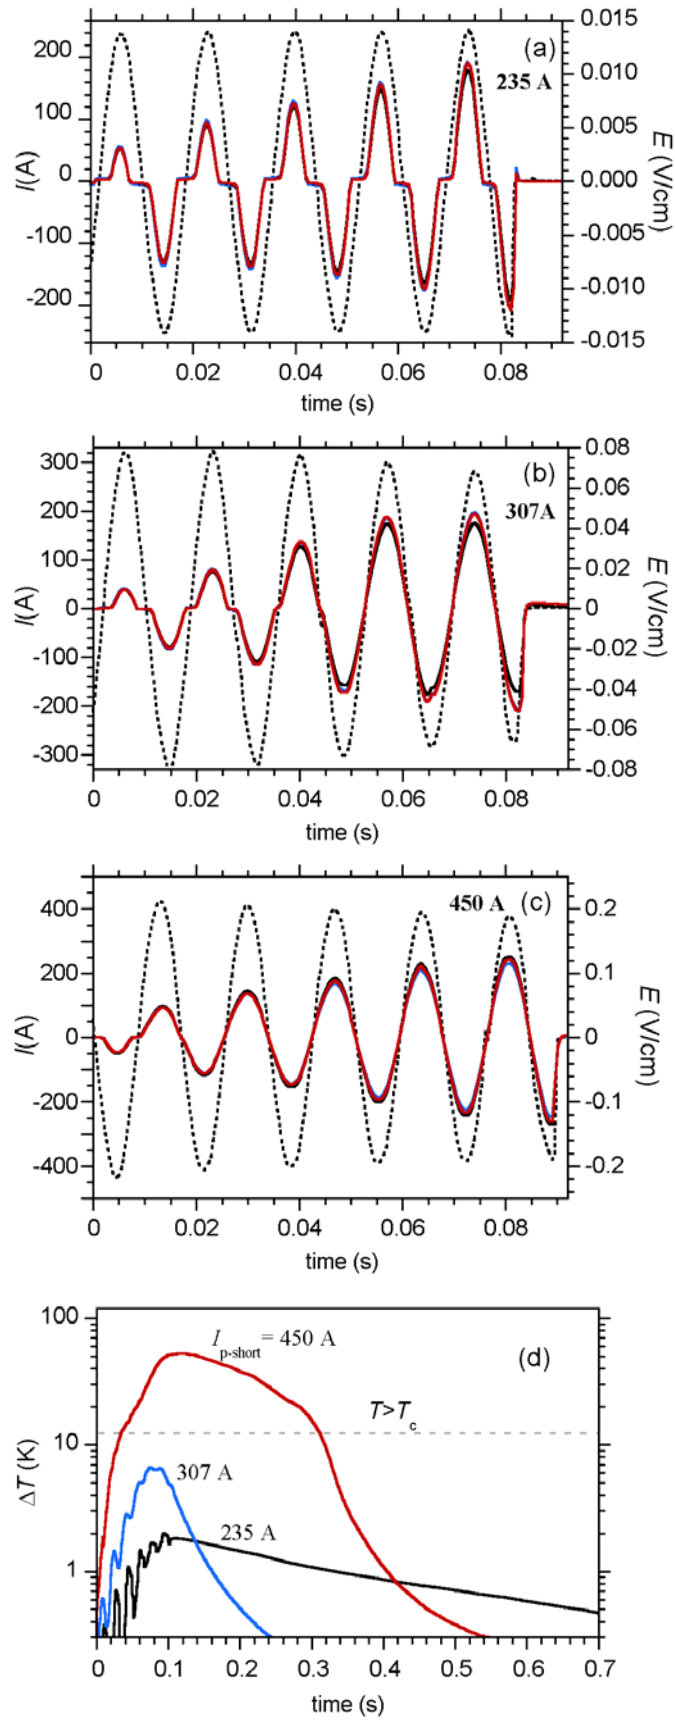 (a)
235 A
200
100
0
-100
-200
I(A)
0.015
0.010
0.005
0.000
-0.005
-0.010
-0.015
E (V/cm)
0 0.02 0.04 0.06 0.08
time (s)
(b)
307A
300
200
100
0
-100
-200
-300
I(A)
0.08
0.06
0.04
0.02
0
-0.02
-0.04
-0.06
-0.08
E (V/cm)
0 0.02 0.04 0.06 0.08
time (s)
450 A (c)
400
200
0
-200
-400
I(A)
0.2
0.1
0
-0.1
-0.2
E (V/cm)
0 0.02 0.04 0.06 0.08
time (s)
100
10
1
ΔT (K)
I p-short = 450 A
(d)
T>Tc
307 A
235 A
0 0.1 0.2 0.3 0.4 0.5 0.6 0.7
time (s)